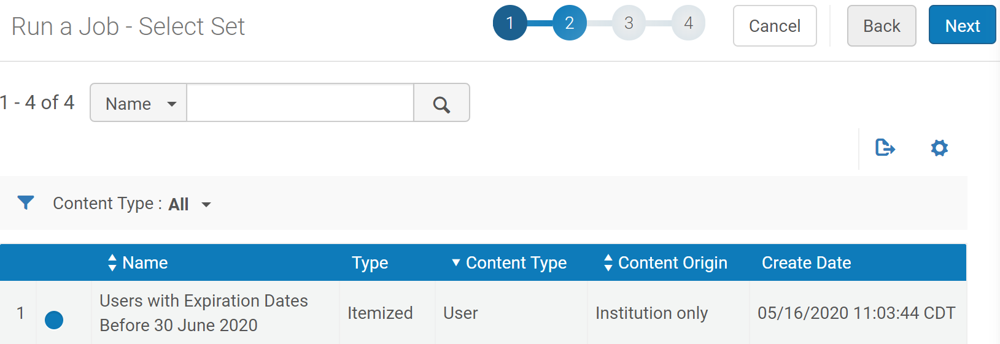 Run a Job - Select Set
1 2 3 4
Cancel Back Next
1 - 4 of 4 Name
Content Type : All
Name Type Content Type Content Origin Create Date
1 Users with Expiration Dates Before 30 June 2020 Itemized User Institution only 05/16/2020 11:03:44 CDT